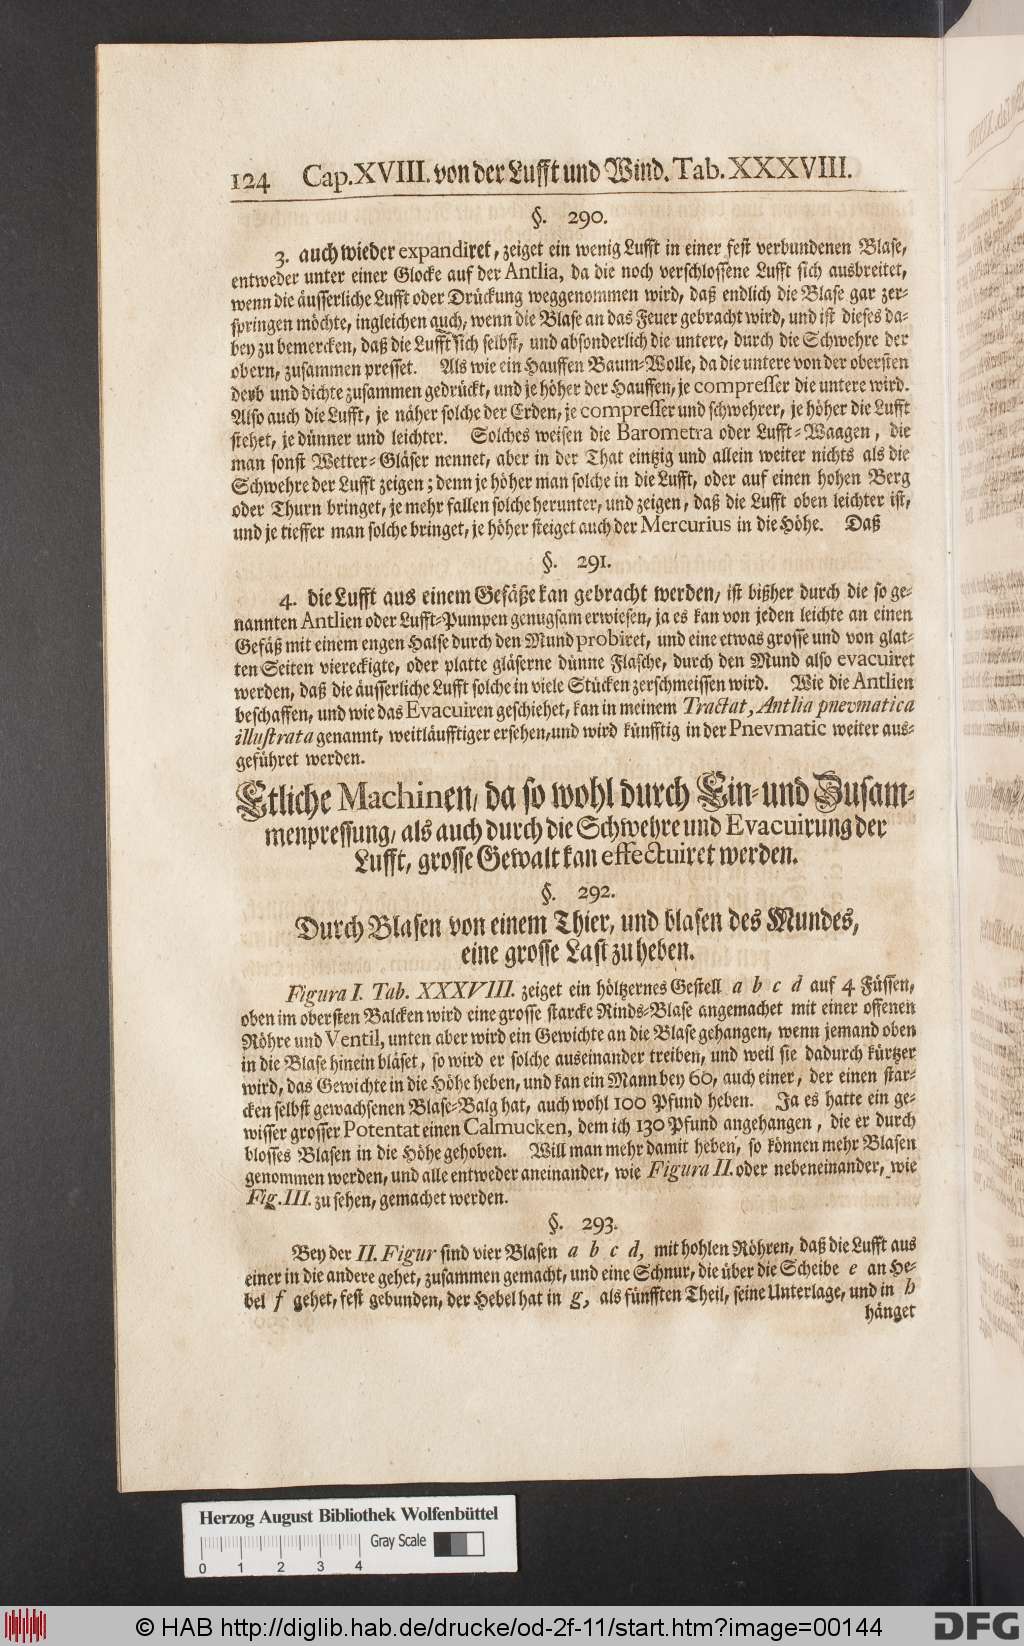 124 Cap. XVIII. von der Lufft und Wind. Tab. XXXVIII.
§. 290.
3. auch wieder expandiret, zeiget ein wenig Lufft in einer fest verbundenen Blase,
entweder unter einer Glocke auf der Antlia, da die noch verschlossene Lufft sich ausbreitet,
wenn die äusserliche Lufft oder Drückung weggenommen wird, daß endlich die Blase gar zer-
springen möchte, ingleichen auch, wenn die Blase an das Feuer gebracht wird, und ist dieses da-
bey zu bemercken, daß die Lufft sich selbst, und absonderlich die untere, durch die Schwehre der
obern, zusammen presset. Als wie ein Hauffen Baum-Wolle, da die untere von der obersten
derb und dichte zusammen gedrückt, und je höher der Hauffen, je compresser die untere wird.
Also auch die Lufft, je näher solche der Erden, je compresser und schwehrer, je höher die Lufft
stehet, je dünner und leichter. Solches weisen die Barometra oder Lufft-Waagen, die
man sonst Wetter-Gläser nennet, aber in der That eintzig und allein weiter nichts als die
Schwehre der Lufft zeigen; denn je höher man solche in die Lufft, oder auf einen hohen Berg
oder Thurn bringet, je mehr fallen solche herunter, und zeigen, daß die Lufft oben leichter ist,
und je tieffer man solche bringet, je höher steiget auch der Mercurius in die Höhe. Daß
§. 291.
4. die Lufft aus einem Gefäße kan gebracht werden, ist bißher durch die so ge-
nannten Antlien oder Lufft-Pumpen genugsam erwiesen, ja es kan von jeden leichte an einen
Gefäß mit einem engen Halse durch den Mund probiret, und eine etwas grosse und von glat-
ten Seiten viereckigte, oder platte gläserne dünne Flasche, durch den Mund also evacuiret
werden, daß die äusserliche Lufft solche in viele Stücken zerschmeissen wird. Wie die Antlien
beschaffen, und wie das Evacuiren geschiehet, kan in meinem Tractat, Antlia pnevmatica
illustrata genannt, weitläufftiger ersehen, und wird künfftig in der Pnevmatic weiter aus-
geführet werden.
Etliche Machinen, da so wohl durch Ein- und Zusam-
menpressung, als auch durch die Schwehre und Evacuirung der
Lufft, grosse Gewalt kan effectuiret werden.
§. 292.
Durch Blasen von einem Thier, und blasen des Mundes,
eine grosse Last zu heben.
Figura I. Tab. XXXVIII. zeiget ein höltzernes Gestell a b c d auf 4 Füssen,
oben im obersten Balcken wird eine grosse starcke Rinds-Blase angemachet mit einer offenen
Röhre und Ventil, unten aber wird ein Gewichte an die Blase gehangen, wenn jemand oben
in die Blase hinein bläset, so wird er solche auseinander treiben, und weil sie dadurch kürtzer
wird, das Gewichte in die Höhe heben, und kan ein Mann bey 60, auch einer, der einen star-
cken selbst gewachsenen Blase-Balg hat, auch wohl 100 Pfund heben. Ja es hatte ein ge-
wisser grosser Potentat einen Calmucken, dem ich 130 Pfund angehangen, die er durch
blosses Blasen in die Höhe gehoben. Will man mehr damit heben, so können mehr Blasen
genommen werden, und alle entweder aneinander, wie Figura II. oder nebeneinander, wie
Fig. III. zu sehen, gemachet werden.
§. 293.
Bey der II. Figur sind vier Blasen a b c d, mit hohlen Röhren, daß die Lufft aus
einer in die andere gehet, zusammen gemacht, und eine Schnur, die über die Scheibe e an He-
bel f gehet, fest gebunden, der Hebel hat in g, als fünfften Theil, seine Unterlage, und in h
hänget
Herzog August Bibliothek Wolfenbüttel
Gray Scale
0 1 2 3 4
© HAB http://diglib.hab.de/drucke/od-2f-11/start.htm?image=00144
DFG